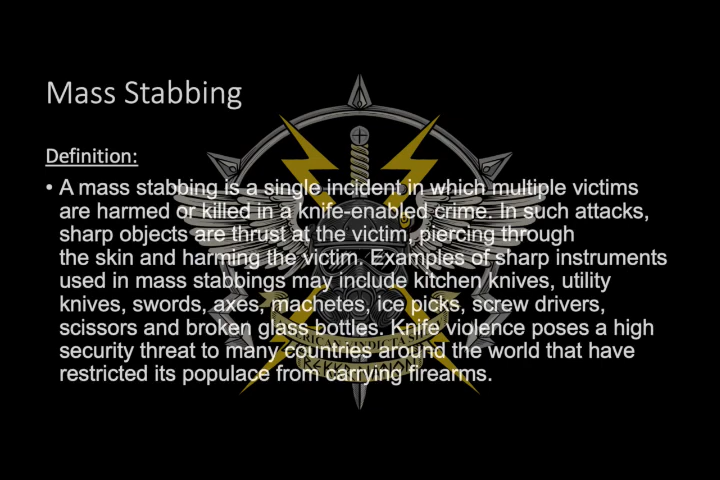 Mass Stabbing
Definition:
• A mass stabbing is a single incident in which multiple victims
are harmed or killed in a knife-enabled crime. In such attacks,
sharp objects are thrust at the victim, piercing through
the skin and harming the victim. Examples of sharp instruments
used in mass stabbings may include kitchen knives, utility
knives, swords, axes, machetes, ice picks, screw drivers,
scissors and broken glass bottles. Knife violence poses a high
security threat to many countries around the world that have
restricted its populace from carrying firearms.